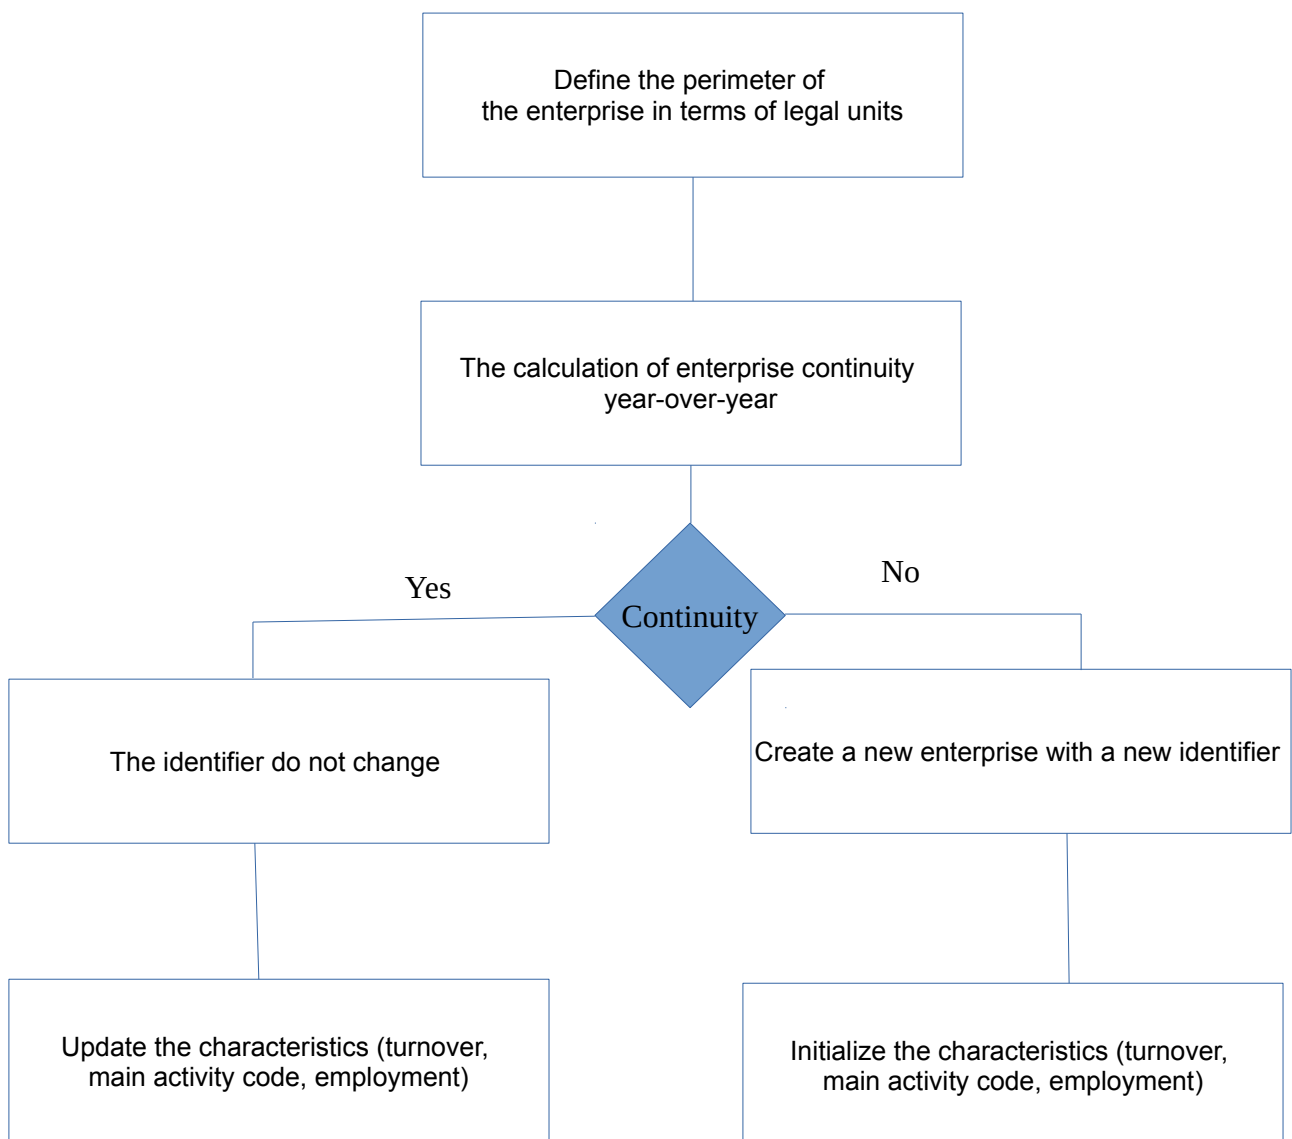 Define the perimeter of
the enterprise in terms of legal units
The calculation of enterprise continuity
year-over-year
Yes
No
Continuity
The identifier do not change
Create a new enterprise with a new identifier
Update the characteristics (turnover,
main activity code, employment)
Initialize the characteristics (turnover,
main activity code, employment)